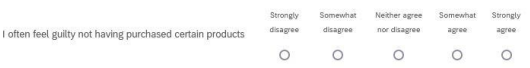 Strongly Somewhat Neither agree Somewhat Strongly
disagree disagree nor disagree agree agree
I often feel guilty not having purchased certain products